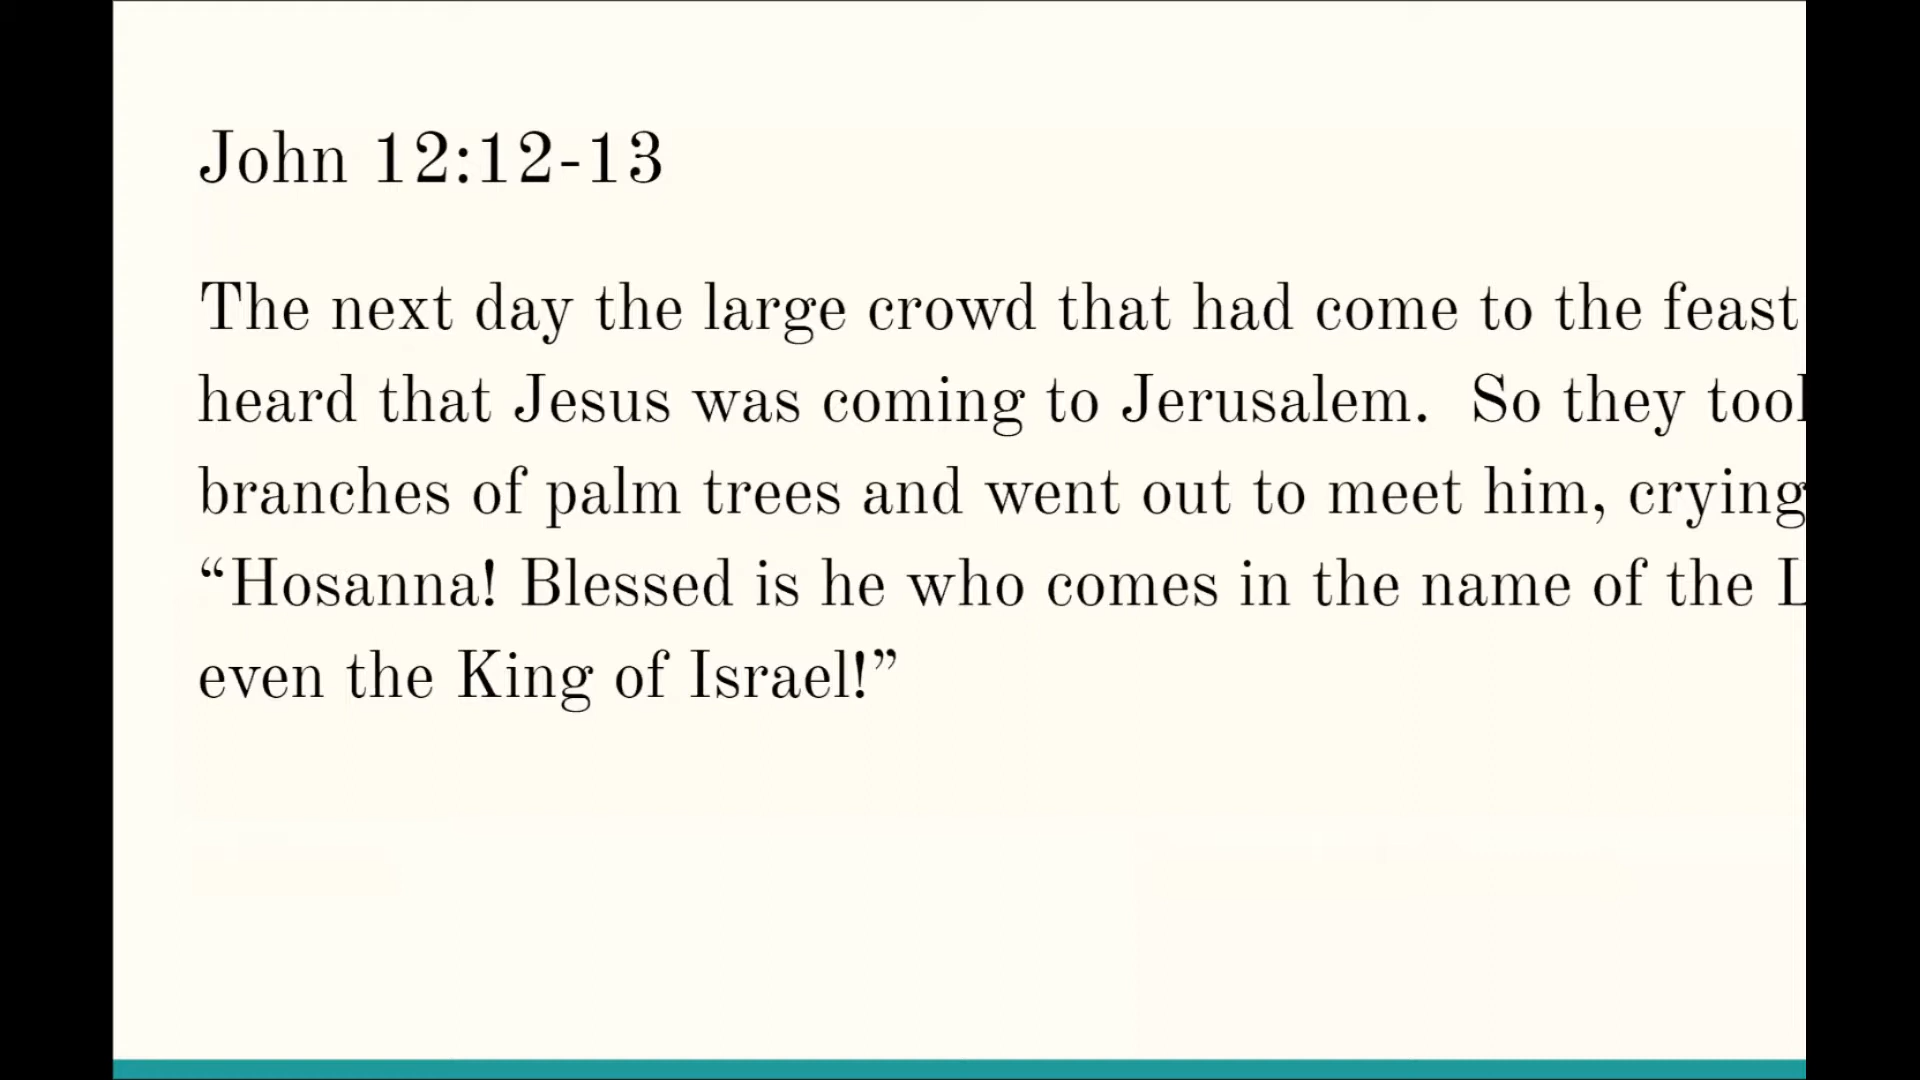 John 12:12-13
The next day the large crowd that had come to the feast
heard that Jesus was coming to Jerusalem. So they
branches of palm trees and went out to meet him, crying
“Hosanna! Blessed is he who comes in the name of the
even the King of Israel!”